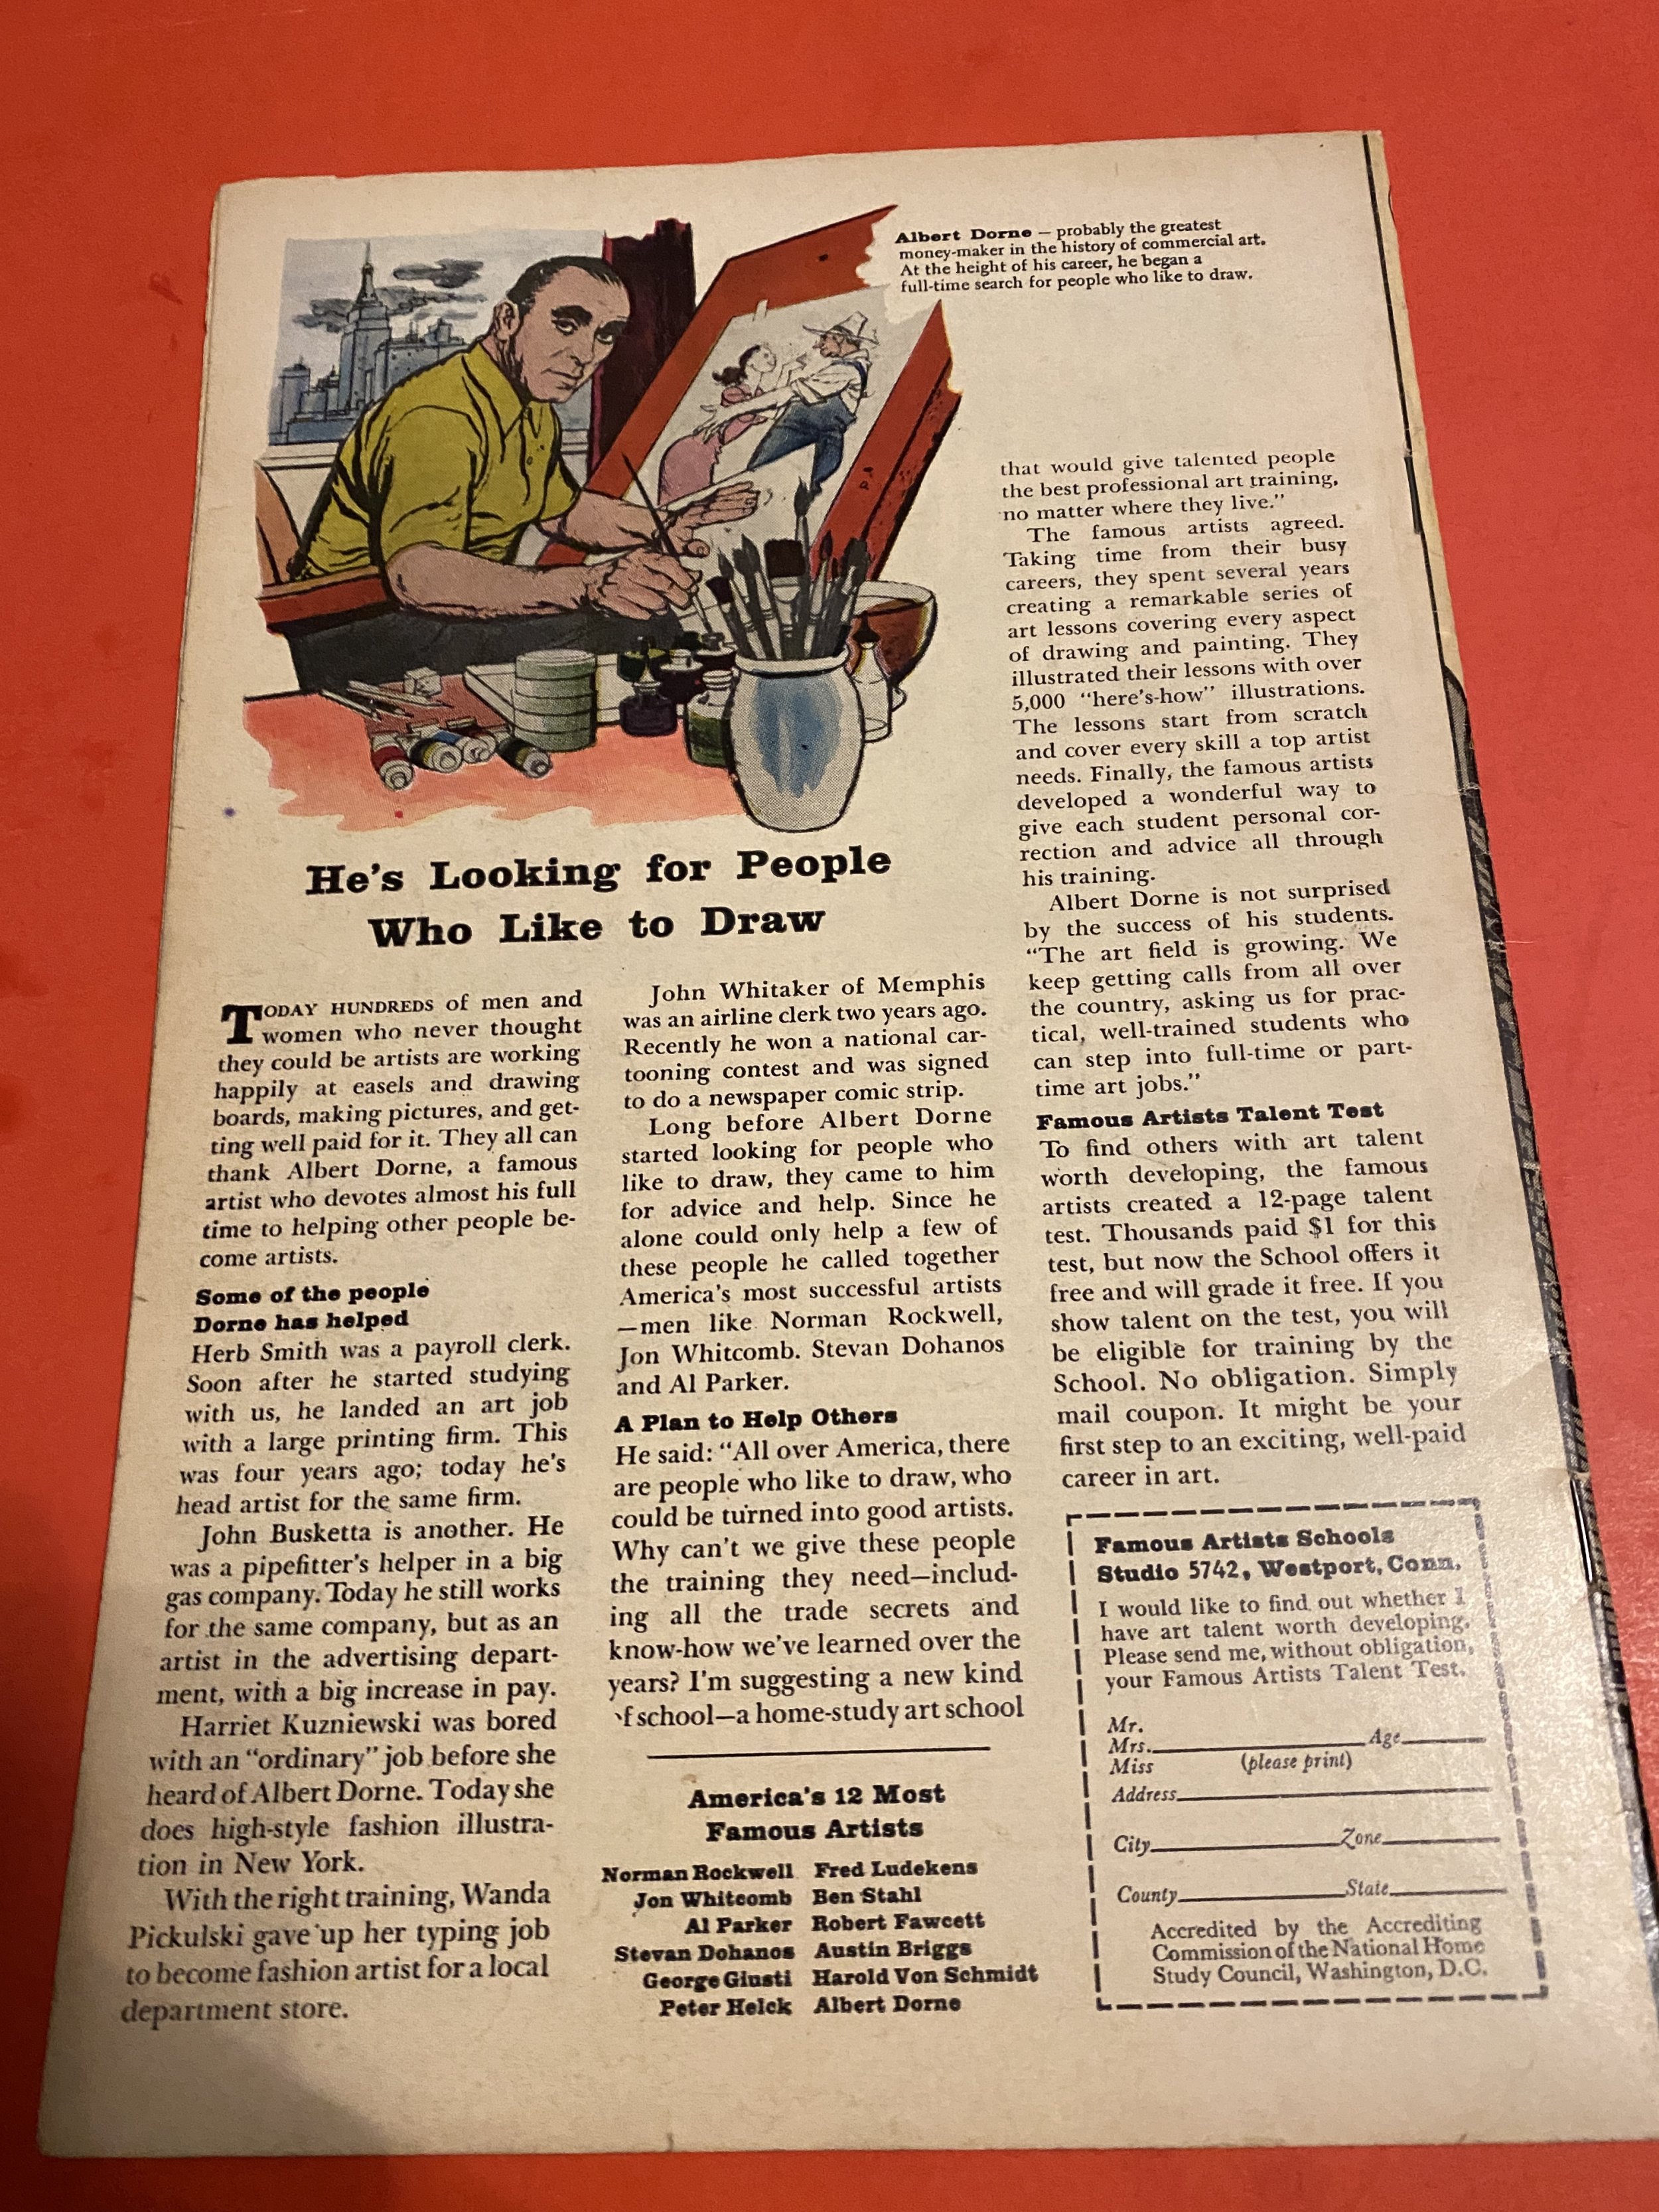 Albert Dorne — probably the greatest
money-maker in the history of commercial art.
At the height of his career, he began a
full-time search for people who like to draw.
He's Looking for People
Who Like to Draw
TODAY HUNDREDS of men and
women who never thought
they could be artists are working
happily at easels and drawing
boards, making pictures, and get-
ting well paid for it. They all can
thank Albert Dorne, a famous
artist who devotes almost his full
time to helping other people be-
come artists.
Some of the people
Dorne has helped
Herb Smith was a payroll clerk.
Soon after he started studying
with us, he landed an art job
with a large printing firm. This
was four years ago; today he's
head artist for the same firm.
John Busketta is another. He
was a pipefitter's helper in a big
gas company. Today he still works
for the same company, but as an
artist in the advertising depart-
ment, with a big increase in pay.
Harriet Kuzniewski was bored
with an "ordinary" job before she
heard of Albert Dorne. Today she
does high-style fashion illustra-
tion in New York.
With the right training, Wanda
Pickulski gave up her typing job
to become fashion artist for a local
department store.
John Whitaker of Memphis
was an airline clerk two years ago.
Recently he won a national car-
tooning contest and was signed
to do a newspaper comic strip.
Long before Albert Dorne
started looking for people who
like to draw, they came to him
for advice and help. Since he
alone could only help a few of
these people he called together
America's most successful artists
—men like Norman Rockwell,
Jon Whitcomb. Stevan Dohanos
and Al Parker.
A Plan to Help Others
He said: "All over America, there
are people who like to draw, who
could be turned into good artists.
Why can't we give these people
the training they need—includ-
ing all the trade secrets and
know-how we've learned over the
years? I'm suggesting a new kind
of school—a home-study art school
America's 12 Most
Famous Artists
Norman Rockwell Fred Ludekens
Jon Whitcomb Ben Stahl
Al Parker Robert Fawcett
Stevan Dohanos Austin Briggs
George Giusti Harold Von Schmidt
Peter Helck Albert Dorne
that would give talented people
the best professional art training,
no matter where they live."
The famous artists agreed.
Taking time from their busy
careers, they spent several years
creating a remarkable series of
art lessons covering every aspect
of drawing and painting. They
illustrated their lessons with over
5,000 "here's-how" illustrations.
The lessons start from scratch
and cover every skill a top artist
needs. Finally, the famous artists
developed a wonderful way to
give each student personal cor-
rection and advice all through
his training.
Albert Dorne is not surprised
by the success of his students.
"The art field is growing. We
keep getting calls from all over
the country, asking us for prac-
tical, well-trained students who
can step into full-time or part-
time art jobs."
Famous Artists Talent Test
To find others with art talent
worth developing, the famous
artists created a 12-page talent
test. Thousands paid $1 for this
test, but now the School offers it
free and will grade it free. If you
show talent on the test, you will
be eligible for training by the
School. No obligation. Simply
mail coupon. It might be your
first step to an exciting, well-paid
career in art.
Famous Artists Schools
Studio 5742, Westport, Conn.
I would like to find out whether I
have art talent worth developing.
Please send me, without obligation,
your Famous Artists Talent Test.
Mr.
Mrs. Age
Miss (please print)
Address
City Zone
County State
Accredited by the Accrediting
Commission of the National Home
Study Council, Washington, D.C.